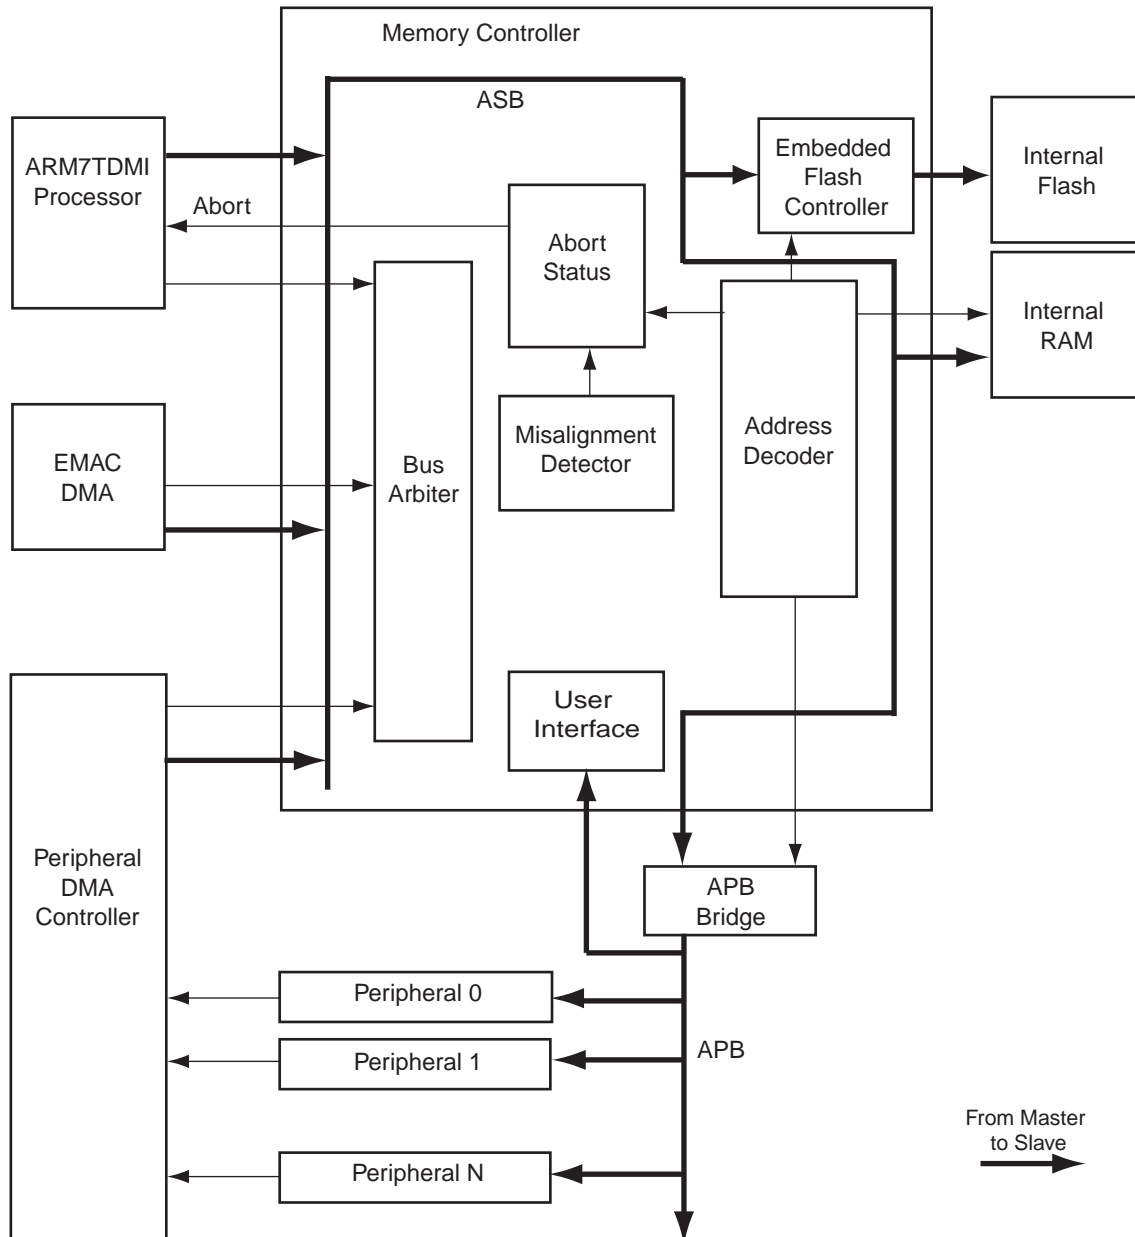 Memory Controller
ASB
ARM7TDMI
Processor
Abort
Embedded
Flash
Controller
Internal
Flash
Abort
Status
Internal
RAM
EMAC
DMA
Bus
Arbiter
Misalignment
Detector
Address
Decoder
User
Interface
Peripheral
DMA
Controller
APB
Bridge
Peripheral 0
Peripheral 1
APB
Peripheral N
From Master
to Slave